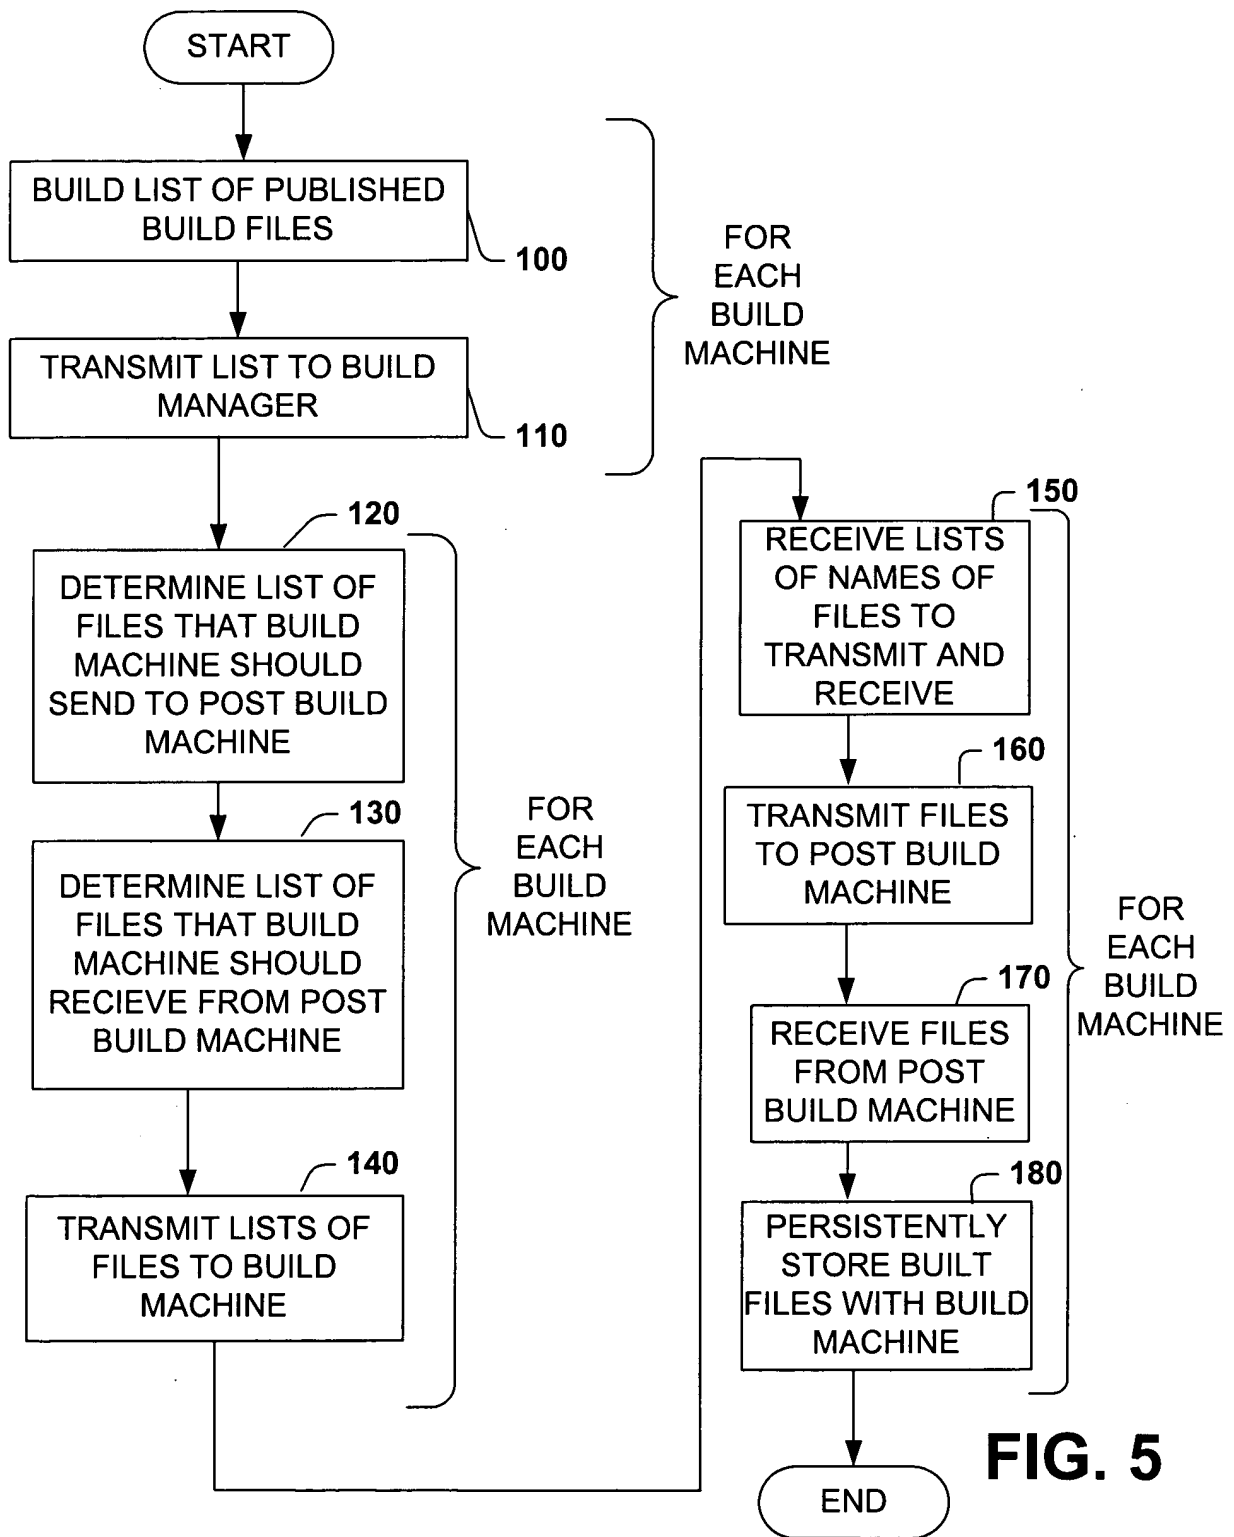 START
BUILD LIST OF PUBLISHED
BUILD FILES
100
TRANSMIT LIST TO BUILD
MANAGER
110
FOR
EACH
BUILD
MACHINE
120
DETERMINE LIST OF
FILES THAT BUILD
MACHINE SHOULD
SEND TO POST BUILD
MACHINE
130
DETERMINE LIST OF
FILES THAT BUILD
MACHINE SHOULD
RECIEVE FROM POST
BUILD MACHINE
140
TRANSMIT LISTS OF
FILES TO BUILD
MACHINE
FOR
EACH
BUILD
MACHINE
150
RECEIVE LISTS
OF NAMES OF
FILES TO
TRANSMIT AND
RECEIVE
160
TRANSMIT FILES
TO POST BUILD
MACHINE
170
RECEIVE FILES
FROM POST
BUILD MACHINE
180
PERSISTENTLY
STORE BUILT
FILES WITH BUILD
MACHINE
FOR
EACH
BUILD
MACHINE
END
FIG. 5